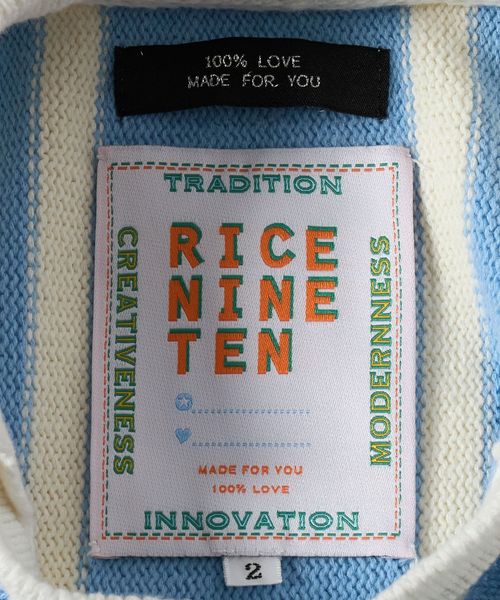 100% LOVE
MADE FOR YOU
TRADITION
CREATIVENESS
RICE
NINE
TEN
MODERNNESS
MADE FOR YOU
100% LOVE
INNOVATION
2